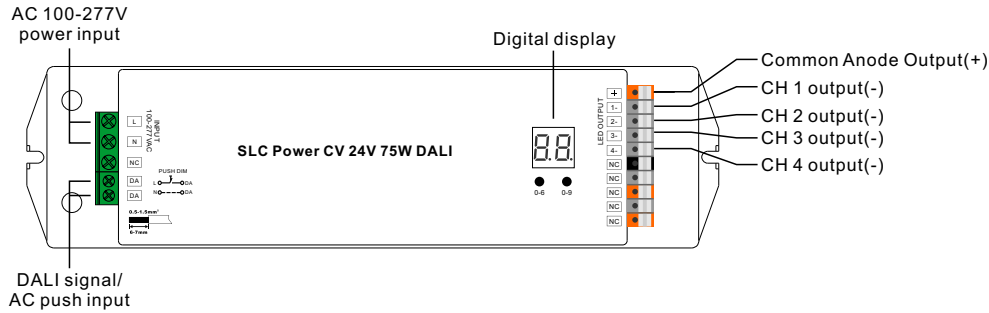 AC 100-277V
power input
Digital display
Common Anode Output(+)
CH 1 output(-)
CH 2 output(-)
CH 3 output(-)
CH 4 output(-)
L
N
NC
DA
DA
INPUT
100-277VAC
PUSH DIM
L DA
N DA
0.5-1.5mm²
6-7mm
SLC Power CV 24V 75W DALI
8.8.
0-6 0-9
LED OUTPUT
+
1-
2-
3-
4-
NC
NC
NC
NC
NC
DALI signal/
AC push input